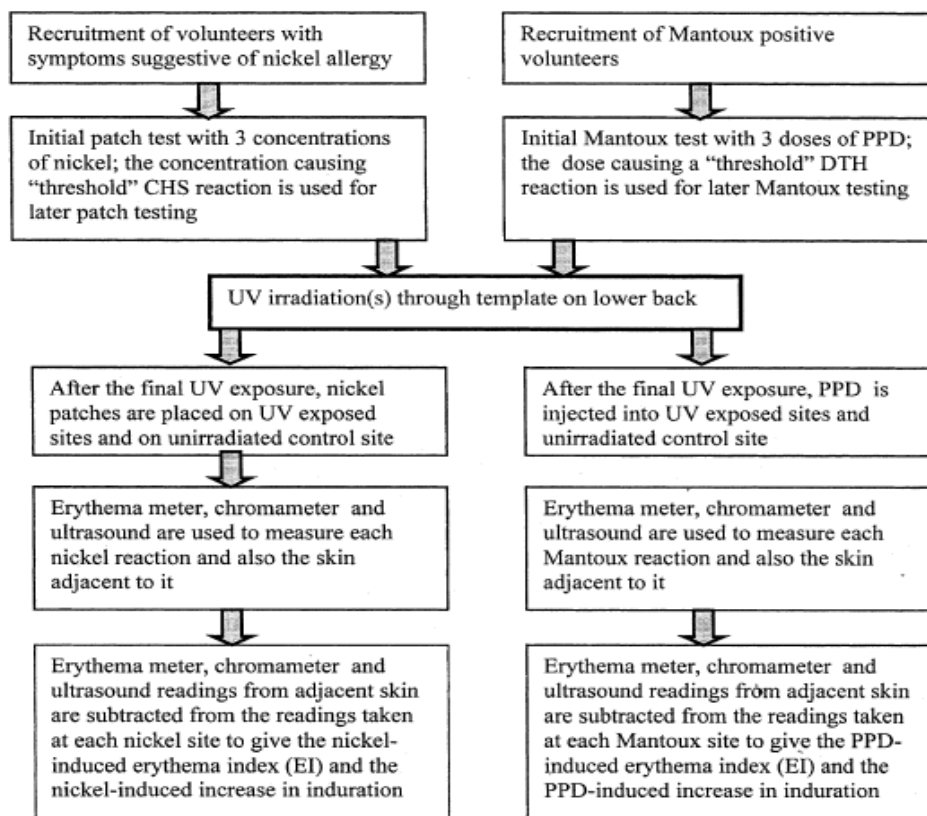 Recruitment of volunteers with
symptoms suggestive of nickel allergy
Recruitment of Mantoux positive
volunteers
Initial patch test with 3 concentrations
of nickel; the concentration causing
“threshold” CHS reaction is used for
later patch testing
Initial Mantoux test with 3 doses of PPD;
the dose causing a “threshold” DTH
reaction is used for later Mantoux testing
UV irradiation(s) through template on lower back
After the final UV exposure, nickel
patches are placed on UV exposed
sites and on unirradiated control site
After the final UV exposure, PPD is
injected into UV exposed sites and
unirradiated control site
Erythema meter, chromameter and
ultrasound are used to measure each
nickel reaction and also the skin
adjacent to it
Erythema meter, chromameter and
ultrasound are used to measure each
Mantoux reaction and also the skin
adjacent to it
Erythema meter, chromameter and
ultrasound readings from adjacent skin
are subtracted from the readings taken
at each nickel site to give the nickel-
induced erythema index (EI) and the
nickel-induced increase in induration
Erythema meter, chromameter and
ultrasound readings from adjacent skin
are subtracted from the readings taken
at each Mantoux site to give the PPD-
induced erythema index (EI) and the
PPD-induced increase in induration